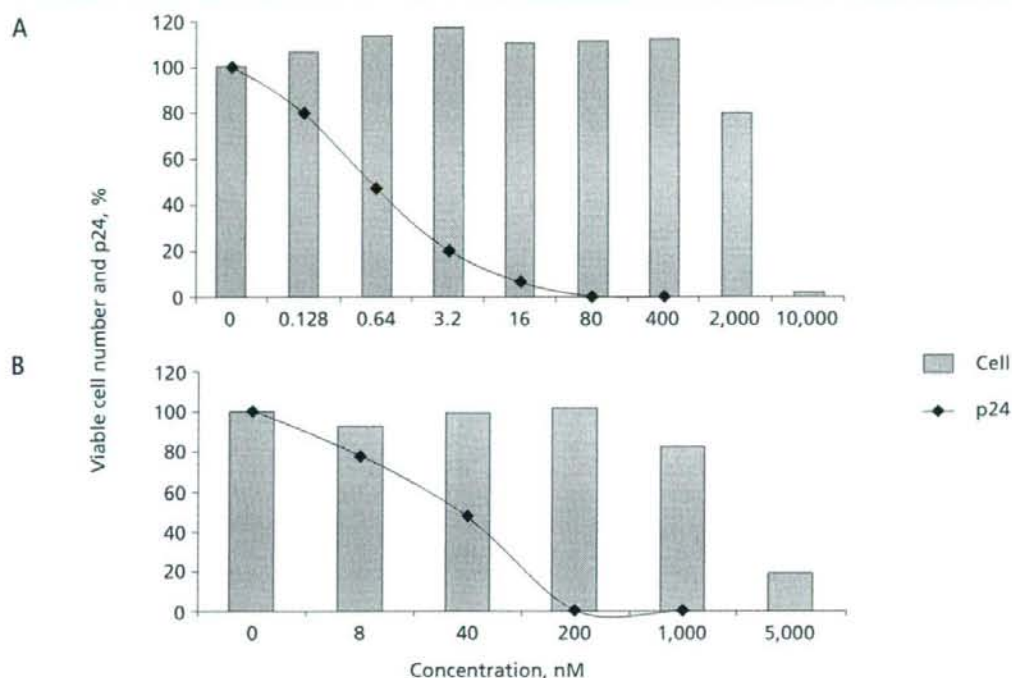 A
120
100
80
60
40
20
0
0 0.128 0.64 3.2 16 80 400 2,000 10,000
Viable cell number and p24, %
B
120
100
80
60
40
20
0
0 8 40 200 1,000 5,000
Concentration, nM
Cell
p24